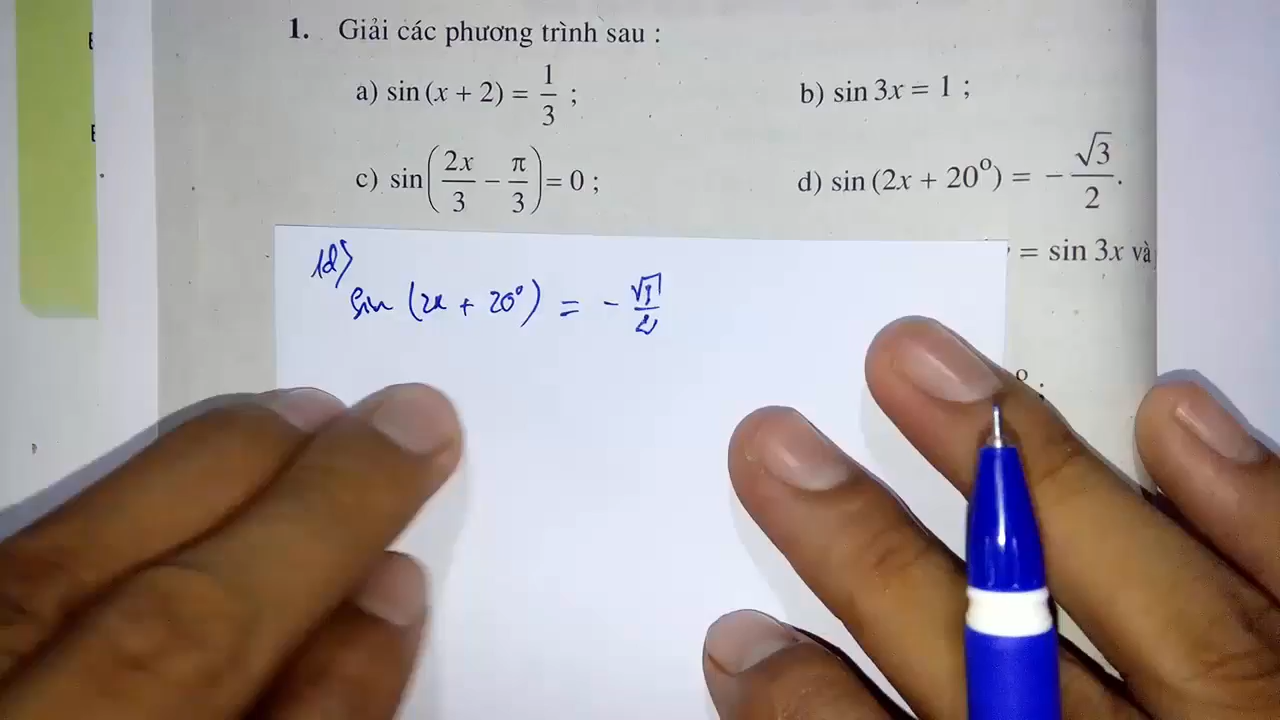 1. Giải các phương trình sau :
a) sin (x + 2) = 1/3 ;
b) sin 3x = 1 ;
c) sin(2x/3 − π/3) = 0 ;
d) sin (2x + 20°) = − √3/2.
= sin 3x và
1d)
sin (2x + 20°) = − √3/2